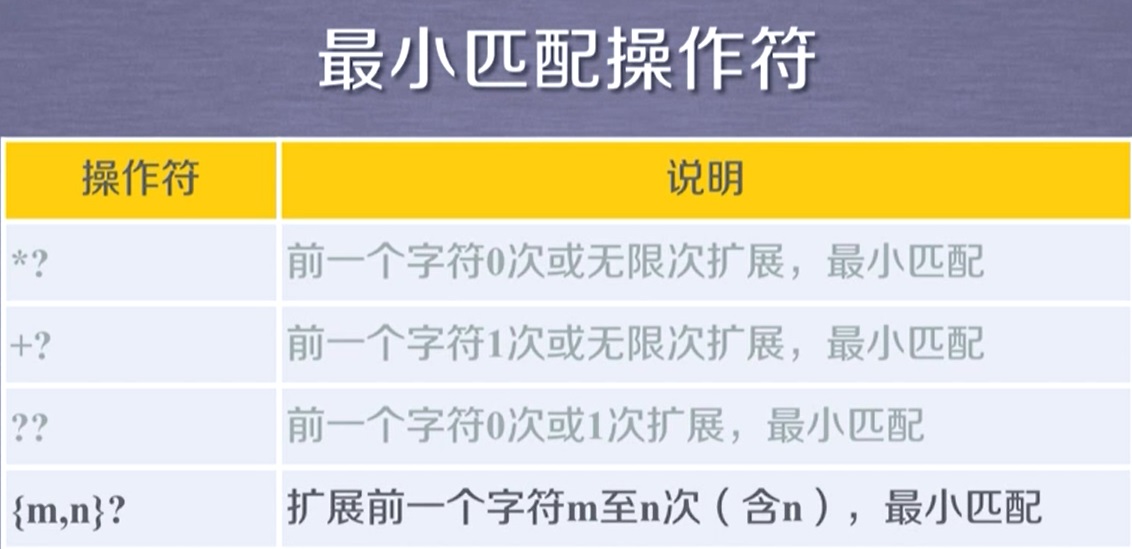 最小匹配操作符
操作符 说明
*? 前一个字符0次或无限次扩展，最小匹配
+? 前一个字符1次或无限次扩展，最小匹配
?? 前一个字符0次或1次扩展，最小匹配
{m,n}? 扩展前一个字符m至n次（含n），最小匹配